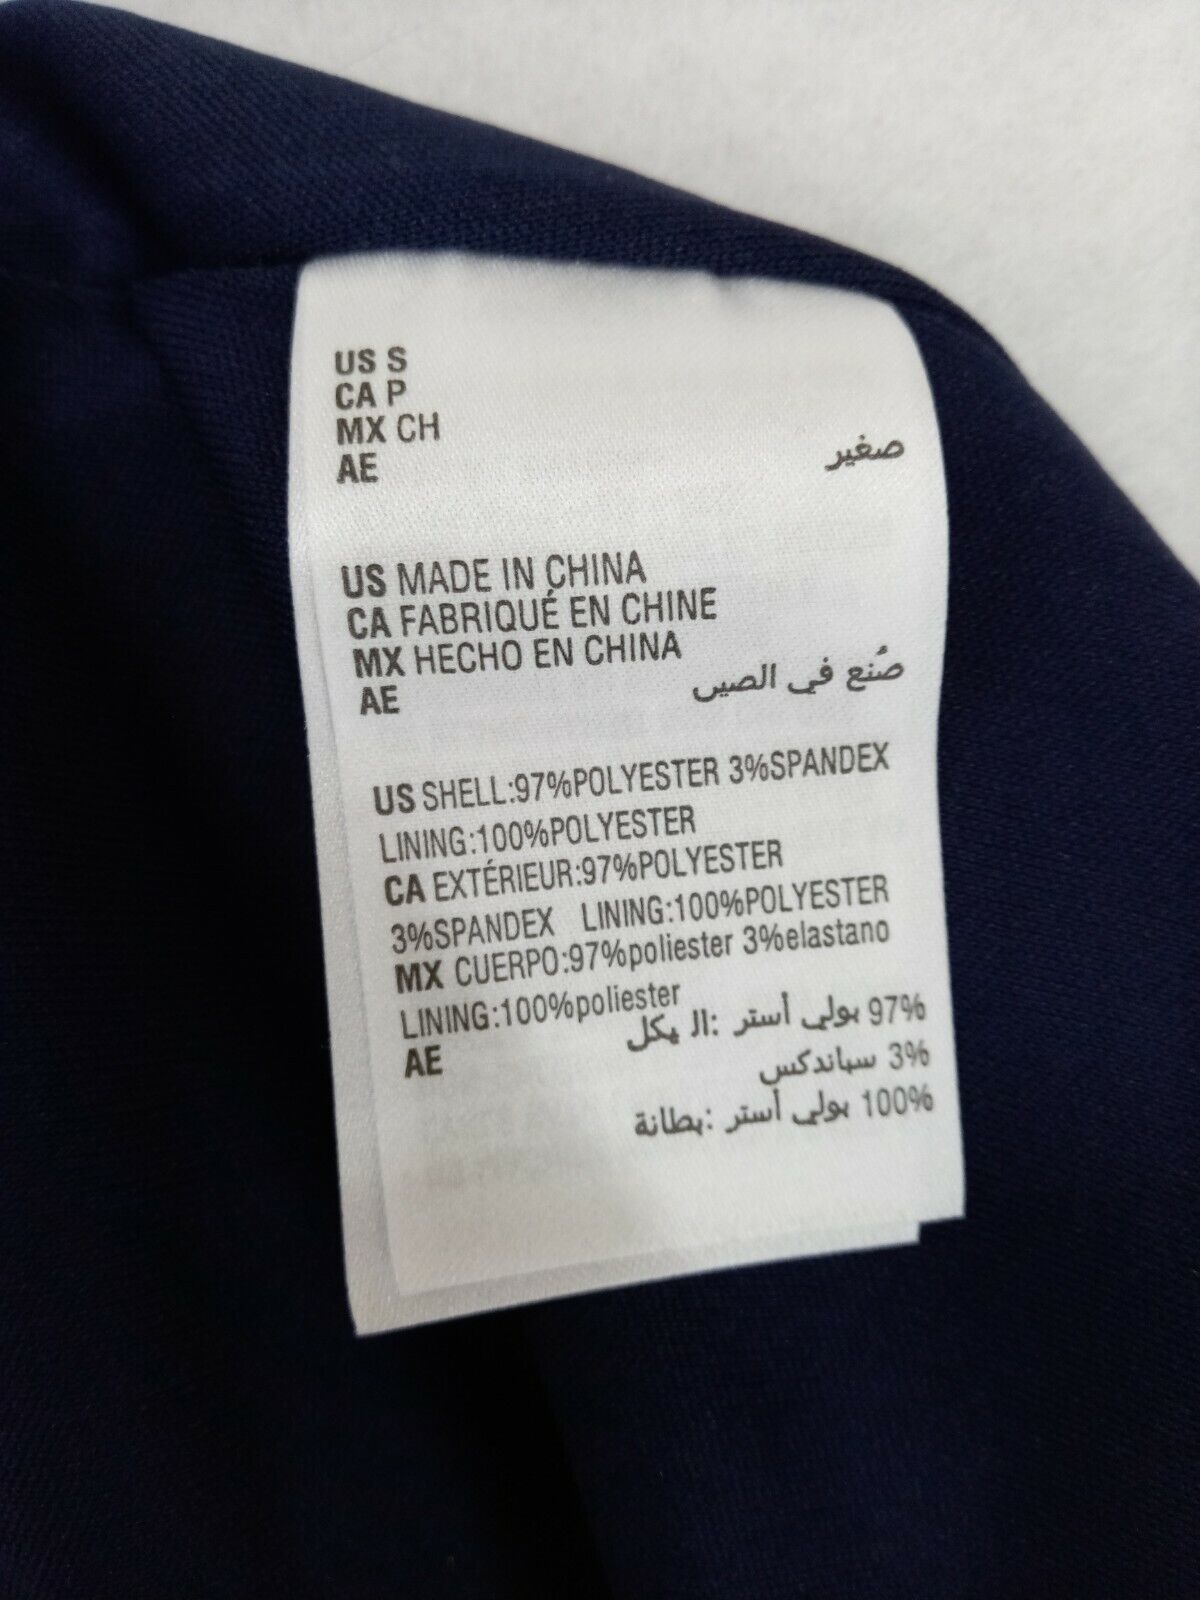 US S
CA P
MX CH
AE صغير
US MADE IN CHINA
CA FABRIQUÉ EN CHINE
MX HECHO EN CHINA
AE صُنع في الصين
US SHELL:97%POLYESTER 3%SPANDEX
LINING:100%POLYESTER
CA EXTÉRIEUR:97%POLYESTER
3%SPANDEX LINING:100%POLYESTER
MX CUERPO:97%poliester 3%elastano
LINING:100%poliester
97% بولي أستر :ال يكل
AE 3% سباندكس
100% بولي أستر :بطانة